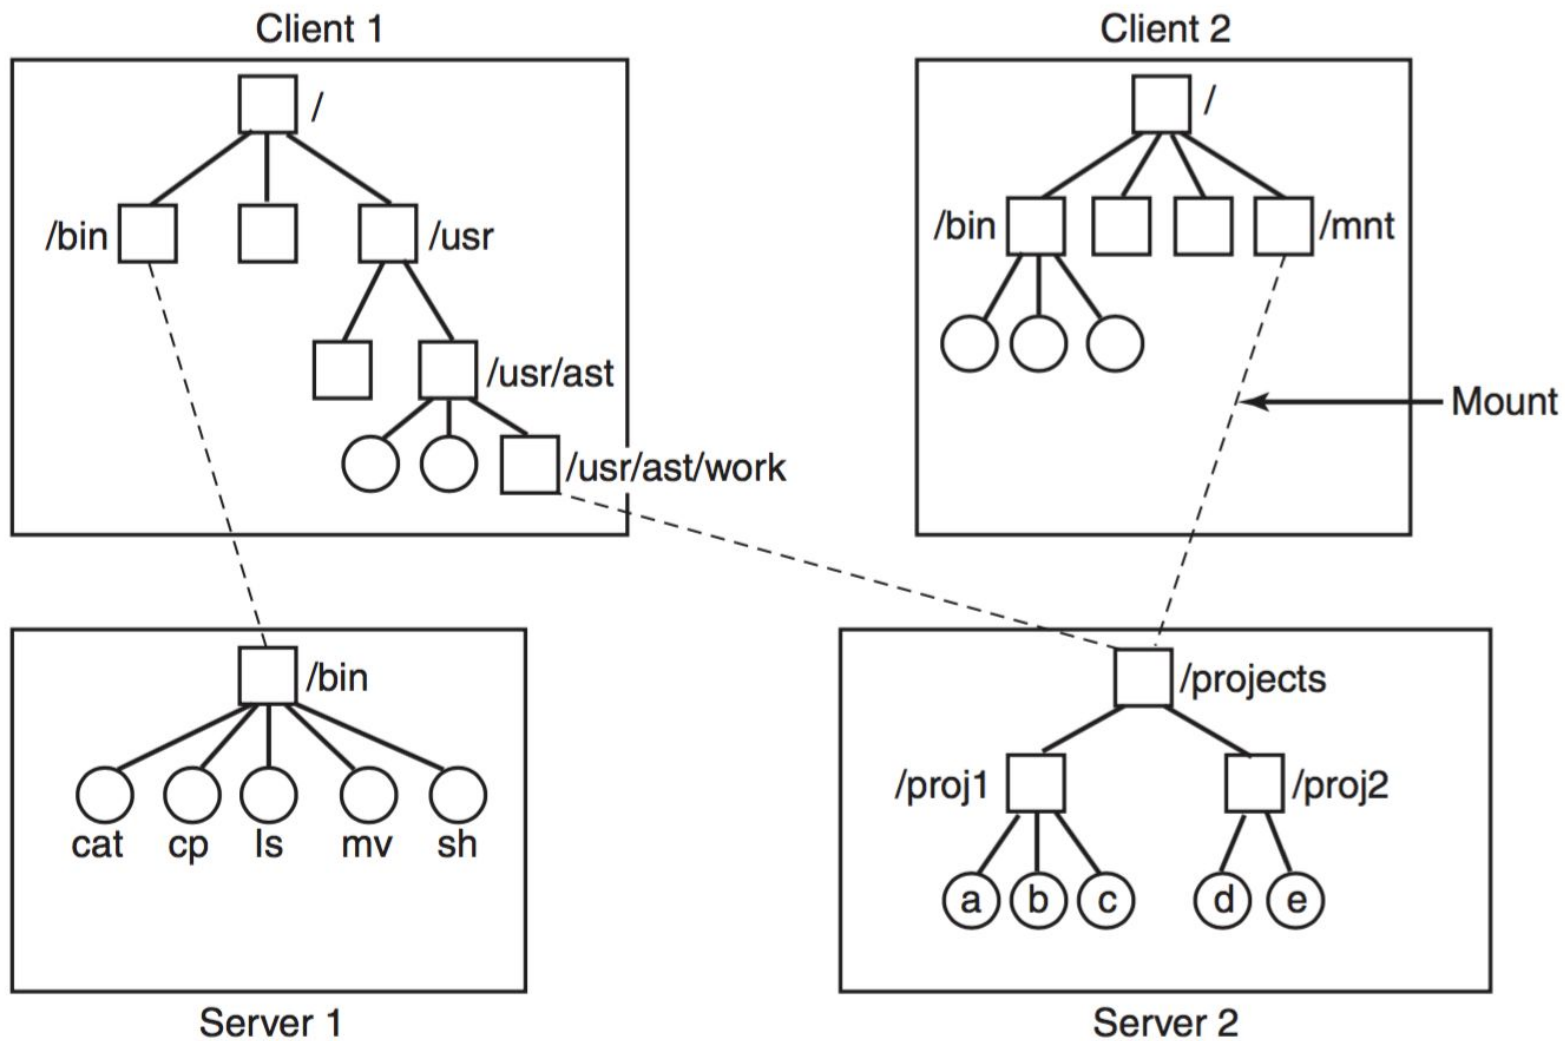 Client 1
Client 2
/
/
/bin
/usr
/bin
/mnt
/usr/ast
Mount
/usr/ast/work
/bin
/projects
/proj1
/proj2
cat cp ls mv sh
a b c d e
Server 1
Server 2